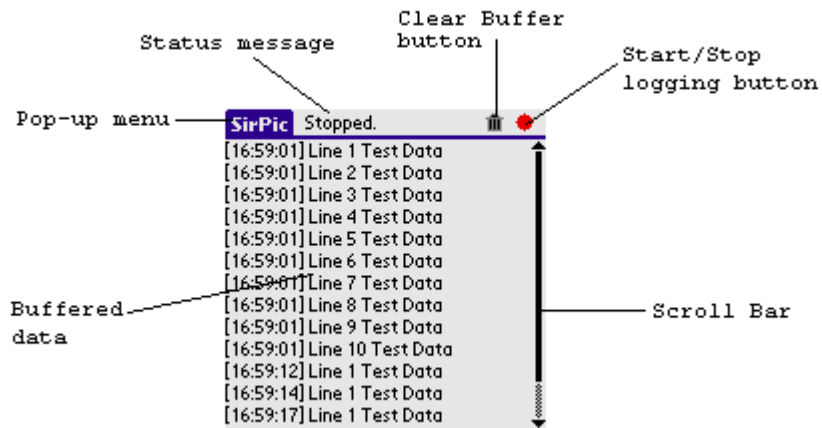 Clear Buffer
button
Status message
Start/Stop
logging button
Pop-up menu
SirPic Stopped.
[16:59:01] Line 1 Test Data
[16:59:01] Line 2 Test Data
[16:59:01] Line 3 Test Data
[16:59:01] Line 4 Test Data
[16:59:01] Line 5 Test Data
[16:59:01] Line 6 Test Data
[16:59:01] Line 7 Test Data
[16:59:01] Line 8 Test Data
[16:59:01] Line 9 Test Data
[16:59:01] Line 10 Test Data
[16:59:12] Line 1 Test Data
[16:59:14] Line 1 Test Data
[16:59:17] Line 1 Test Data
Buffered
data
Scroll Bar